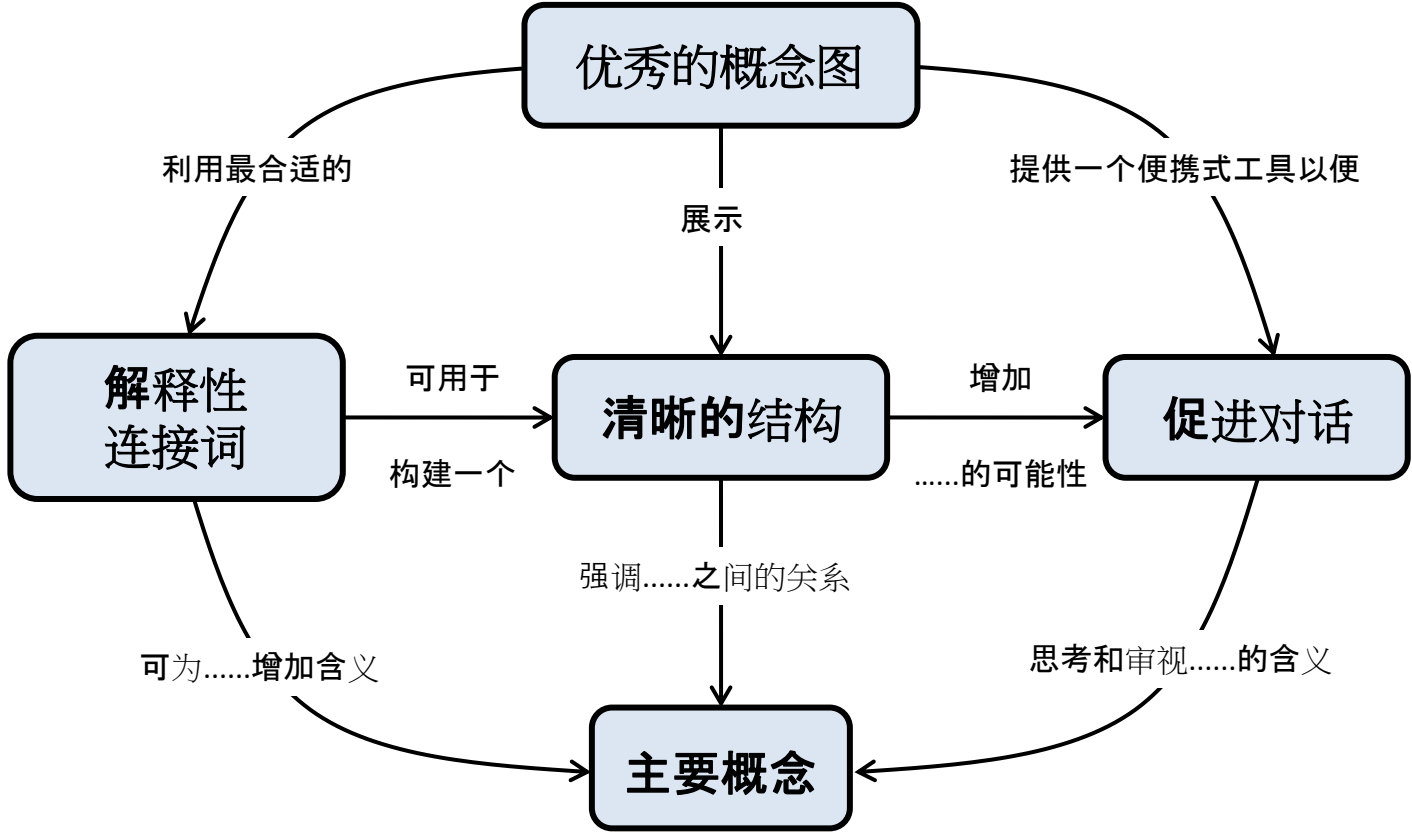 优秀的概念图
利用最合适的
提供一个便携式工具以便
展示
解释性
连接词
可用于
构建一个
清晰的结构
增加
......的可能性
促进对话
强调......之间的关系
可为......增加含义
思考和审视......的含义
主要概念